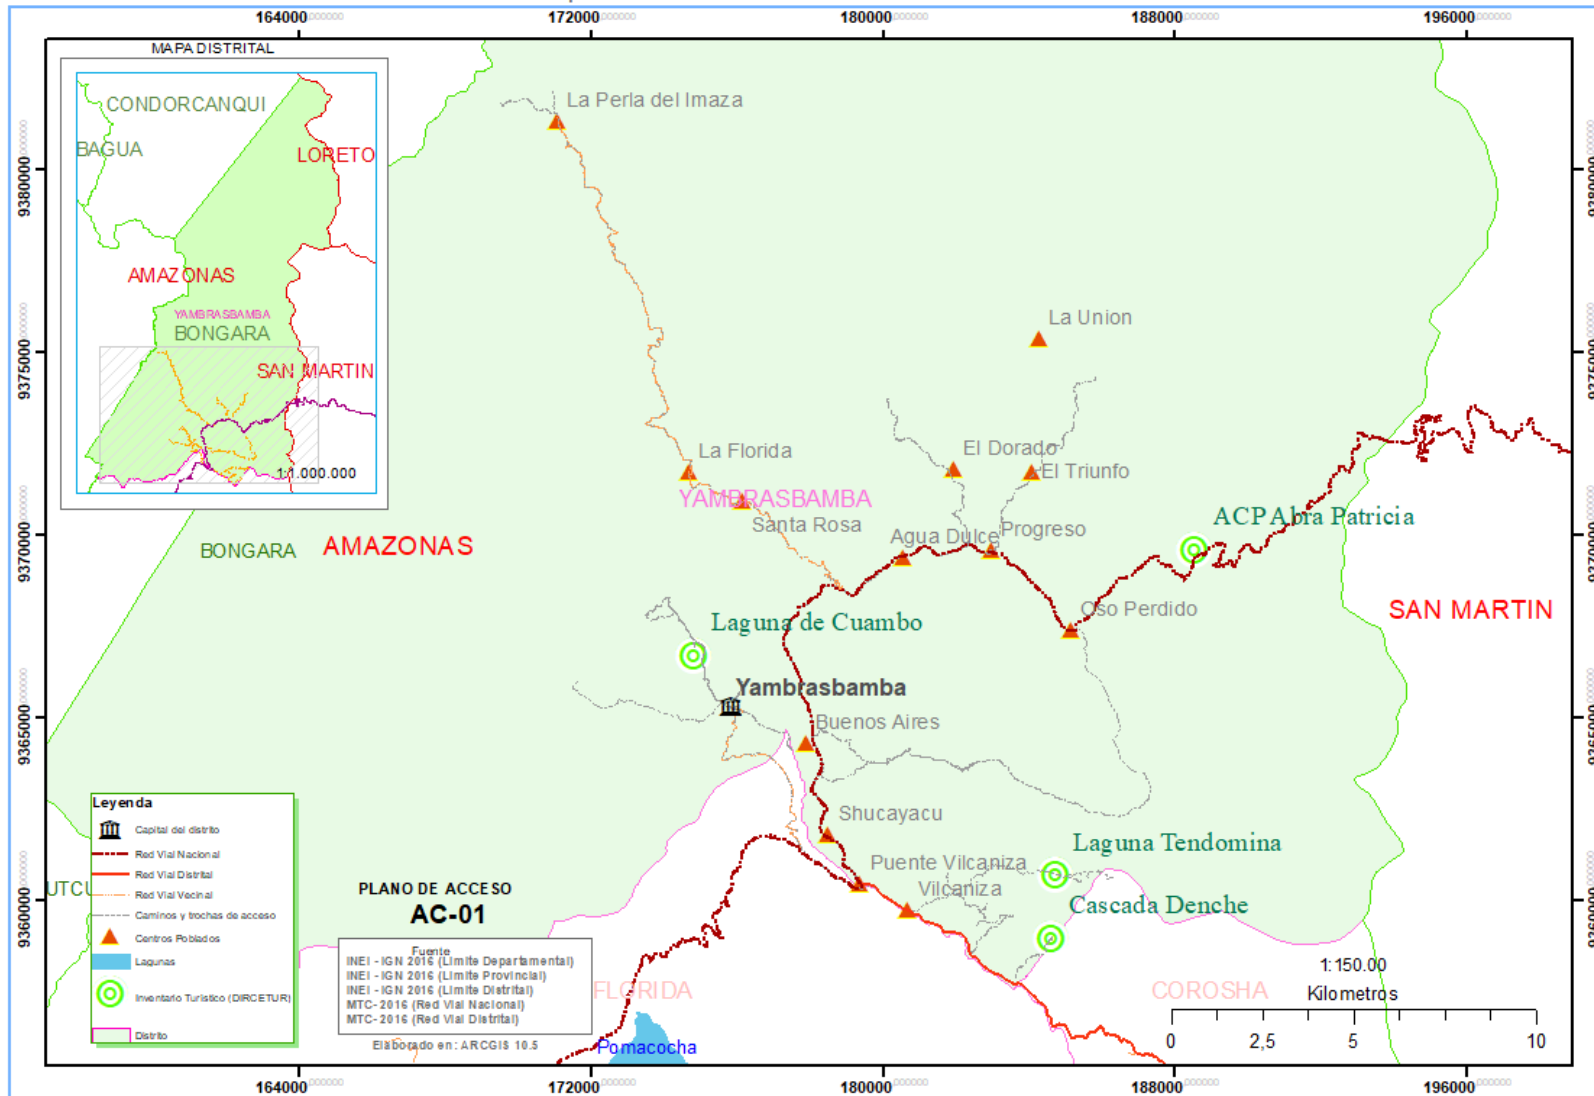 164000
172000
180000
188000
196000
MAPA DISTRITAL
CONDORCANQUI
BAGUA
LORETO
AMAZONAS
YAMBRASBAMBA
BONGARA
SAN MARTIN
1:1.000.000
9380000
9380000
9375000
9375000
9370000
9370000
9365000
9365000
9360000
9360000
La Perla del Imaza
La Union
La Florida
El Dorado
El Triunfo
YAMBRASBAMBA
Santa Rosa
Agua Dulce
Progreso
ACP Abra Patricia
BONGARA
AMAZONAS
Oso Perdido
SAN MARTIN
Laguna de Cuambo
Yambrasbamba
Buenos Aires
Shucayacu
Laguna Tendomina
Puente Vilcaniza
Vilcaniza
Cascada Denche
UTCU
FLORIDA
COROSHA
Pomacocha
Leyenda
Capital del distrito
Red Vial Nacional
Red Vial Distrital
Red Vial Vecinal
Caminos y trochas de acceso
Centros Poblados
Lagunas
Inventario Turístico (DIRCETUR)
Distrito
PLANO DE ACCESO
AC-01
Fuente
INEI - IGN 2016 (Limite Departamental)
INEI - IGN 2016 (Limite Provincial)
INEI - IGN 2016 (Limite Distrital)
MTC- 2016 (Red Vial Nacional)
MTC- 2016 (Red Vial Distrital)
Elaborado en: ARCGIS 10.5
1:150.00
Kilometros
0 2,5 5 10
164000
172000
180000
188000
196000